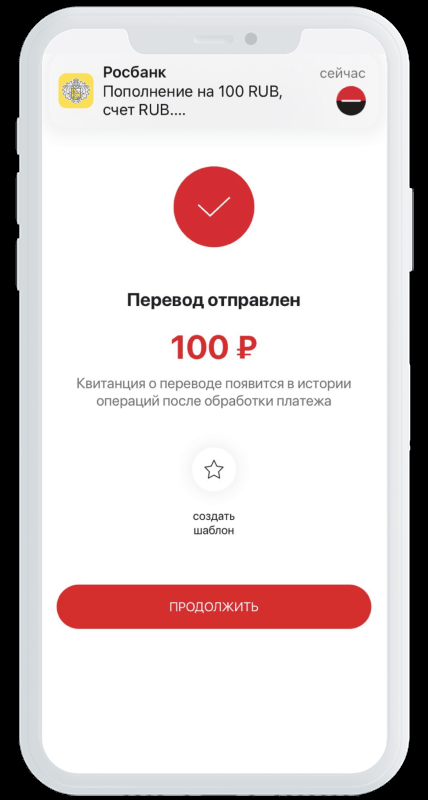 Росбанк
сейчас
Пополнение на 100 RUB,
счет RUB....
Перевод отправлен
100 ₽
Квитанция о переводе появится в истории
операций после обработки платежа
создать
шаблон
ПРОДОЛЖИТЬ